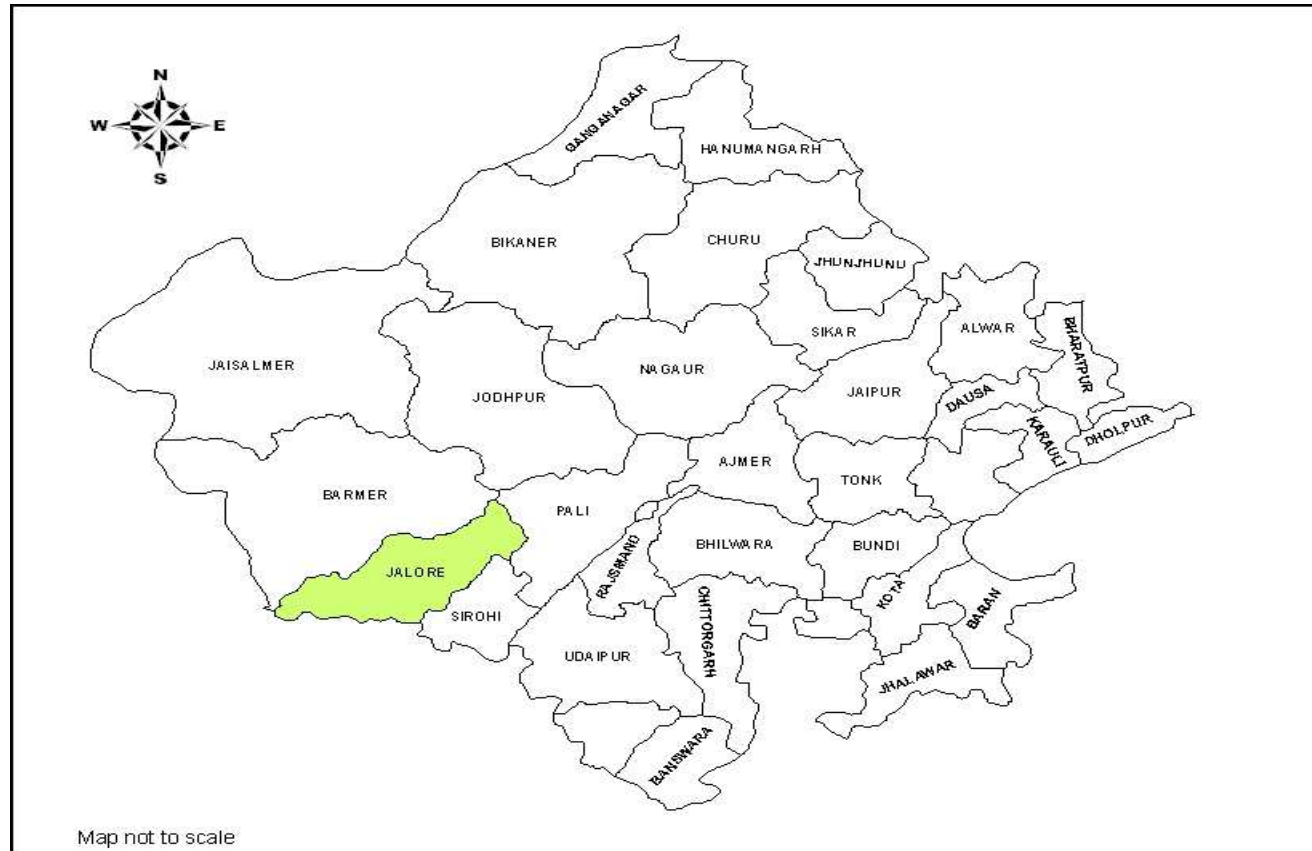 N
W E
S
GANGANAGAR
HANUMANGARH
BIKANER
CHURU
JHUNJHUNU
SIKAR
ALWAR
BHARATPUR
JAISALMER
NAGAUR
JODHPUR
JAIPUR
DAUSA
KARAULI
DHOLPUR
AJMER
TONK
BARMER
PALI
BHILWARA
BUNDI
RAJSMAND
JALORE
KOTA
BARAN
SIROHI
CHITTORGARH
UDAIPUR
JHALAWAR
BANSWARA
Map not to scale